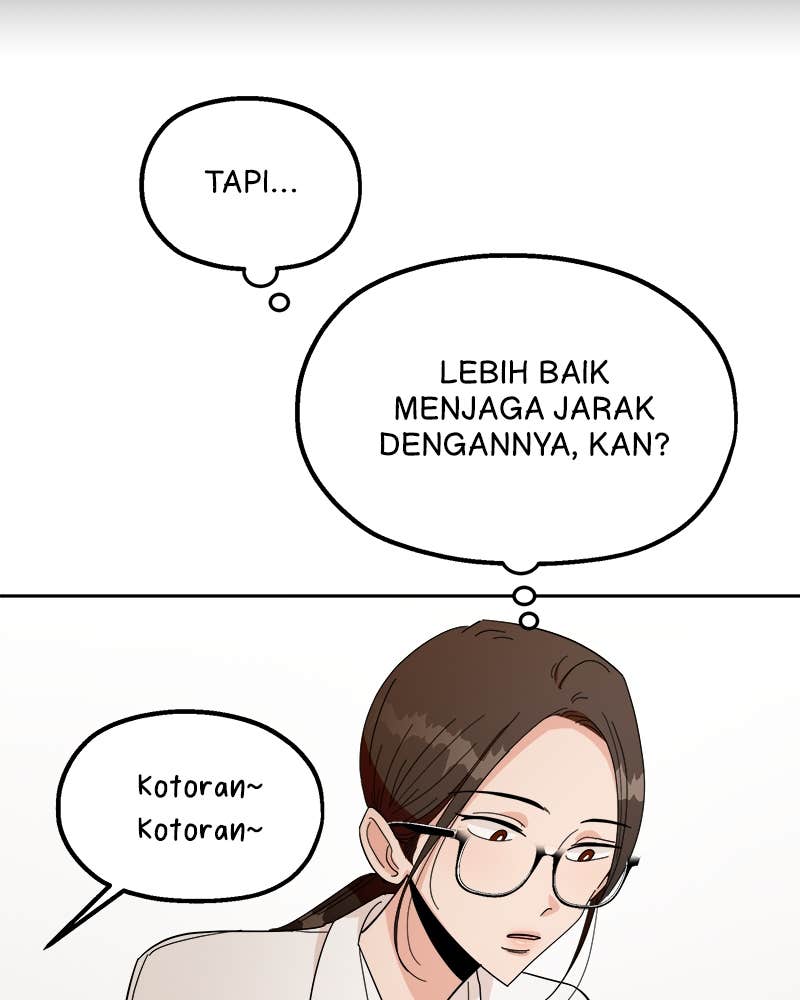 TAPI...
LEBIH BAIK
MENJAGA JARAK
DENGANNYA, KAN?
Kotoran~
Kotoran~